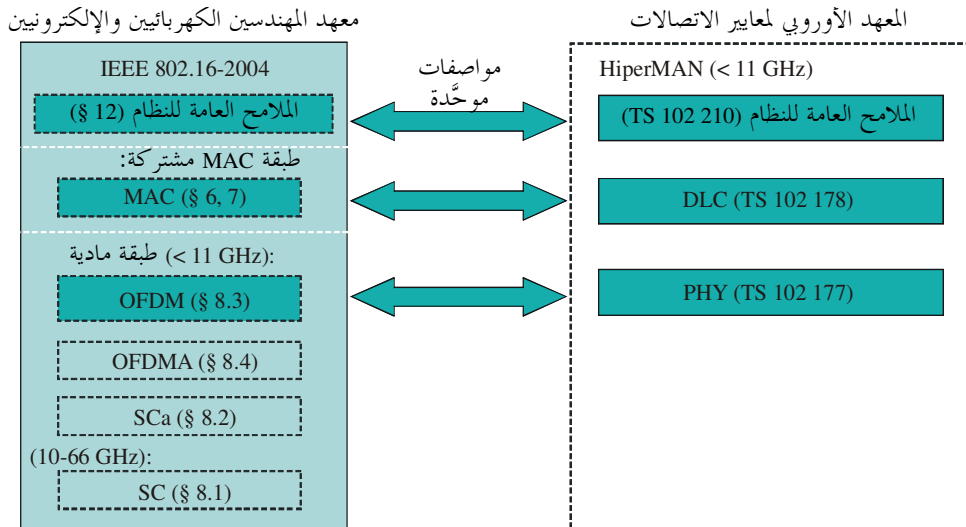 معهد المهندسين الكهربائيين والإلكترونيين
IEEE 802.16-2004
الملامح العامة للنظام (§ 12)
طبقة MAC مشتركة:
MAC (§ 6, 7)
طبقة مادية (< 11 GHz):
OFDM (§ 8.3)
OFDMA (§ 8.4)
SCa (§ 8.2)
(10-66 GHz):
SC (§ 8.1)
مواصفات
موحَّدة
المعهد الأوروبي لمعايير الاتصالات
HiperMAN (< 11 GHz)
الملامح العامة للنظام (TS 102 210)
DLC (TS 102 178)
PHY (TS 102 177)